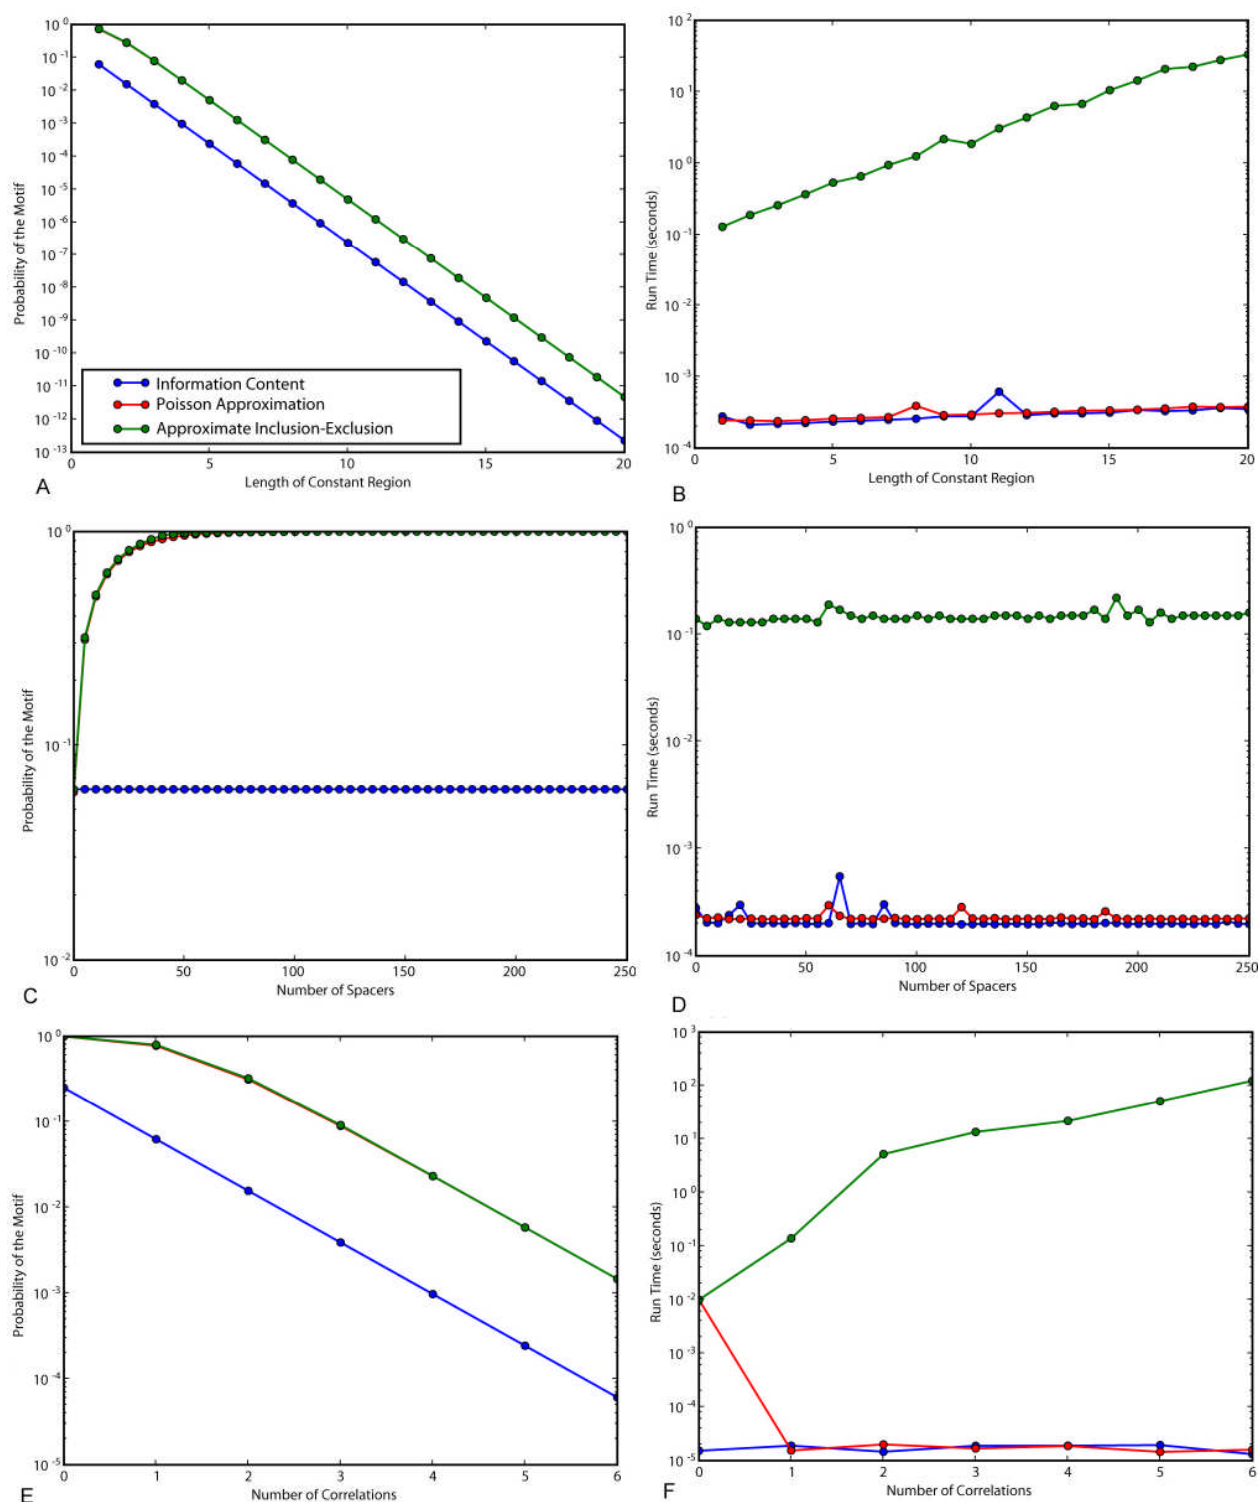 10 0
10 -1
10 -2
10 -3
10 -4
10 -5
10 -6
10 -7
10 -8
10 -9
10 -10
10 -11
10 -12
10 -13
Probability of the Motif
Information Content
Poisson Approximation
Approximate Inclusion-Exclusion
0 5 10 15 20
Length of Constant Region
A
10 2
10 1
10 0
10 -1
10 -2
10 -3
10 -4
Run Time (seconds)
0 5 10 15 20
Length of Constant Region
B
10 0
10 -1
10 -2
Probability of the Motif
0 50 100 150 200 250
Number of Spacers
C
10 0
10 -1
10 -2
10 -3
10 -4
Run Time (seconds)
0 50 100 150 200 250
Number of Spacers
D
10 0
10 -1
10 -2
10 -3
10 -4
10 -5
Probability of the Motif
0 1 2 3 4 5 6
Number of Correlations
E
10 3
10 2
10 1
10 0
10 -1
10 -2
10 -3
10 -4
10 -5
Run Time (seconds)
0 1 2 3 4 5 6
Number of Correlations
F